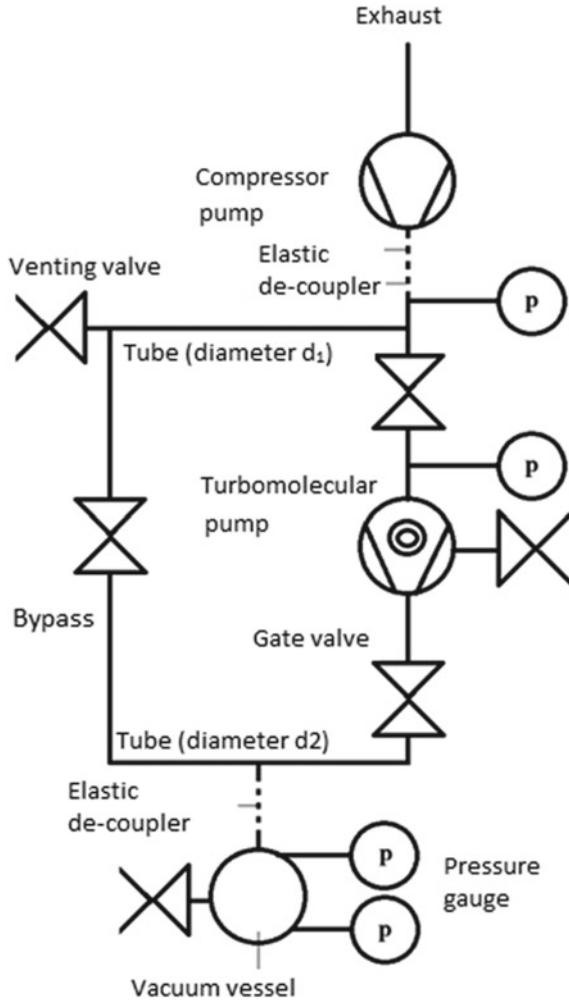 Exhaust
Compressor
pump
Elastic
de-coupler
Venting valve
p
Tube (diameter d₁)
p
Turbomolecular
pump
Bypass
Gate valve
Tube (diameter d2)
Elastic
de-coupler
p
Pressure
gauge
p
Vacuum vessel